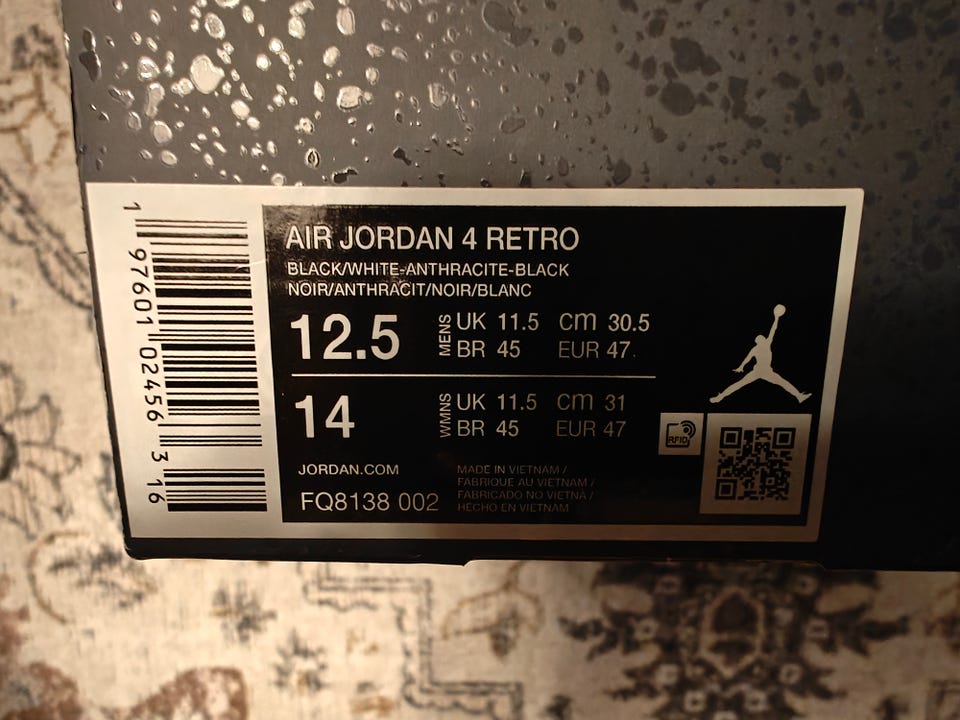 1 97601 02456 3 16
AIR JORDAN 4 RETRO
BLACK/WHITE-ANTHRACITE-BLACK
NOIR/ANTHRACIT/NOIR/BLANC
12.5 MENS UK 11.5 cm 30.5
BR 45 EUR 47.
14 WMNS UK 11.5 cm 31
BR 45 EUR 47
RFID
JORDAN.COM
FQ8138 002
MADE IN VIETNAM /
FABRIQUE AU VIETNAM /
FABRICADO NO VIETNÃ /
HECHO EN VIETNAM